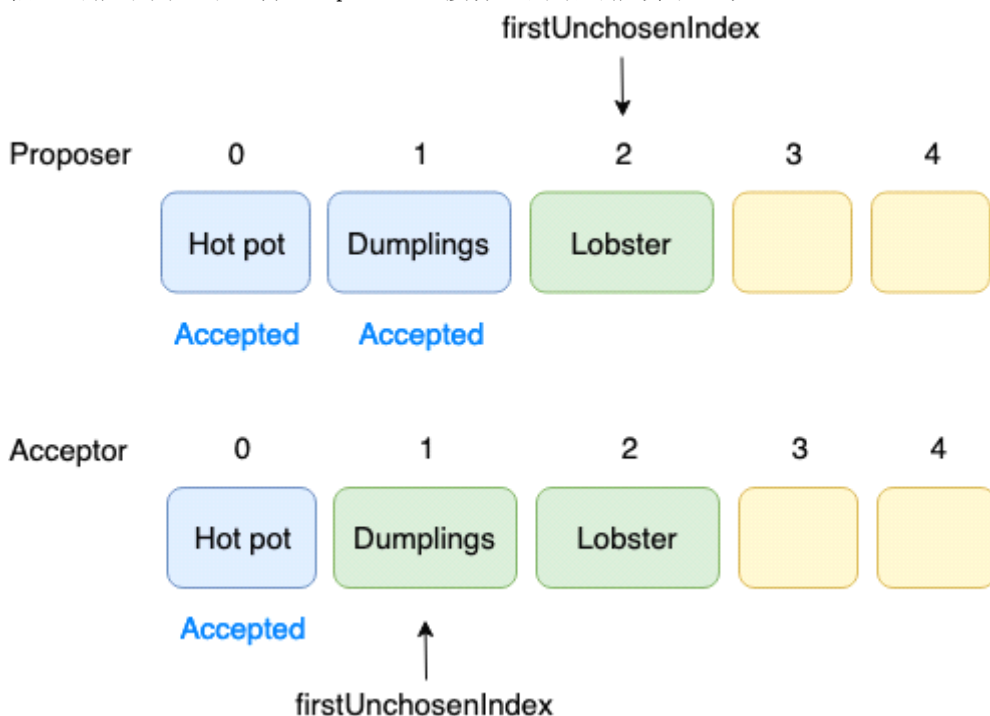 firstUnchosenIndex
Proposer 0 1 2 3 4
Hot pot Dumplings Lobster
Accepted Accepted
Acceptor 0 1 2 3 4
Hot pot Dumplings Lobster
Accepted
firstUnchosenIndex